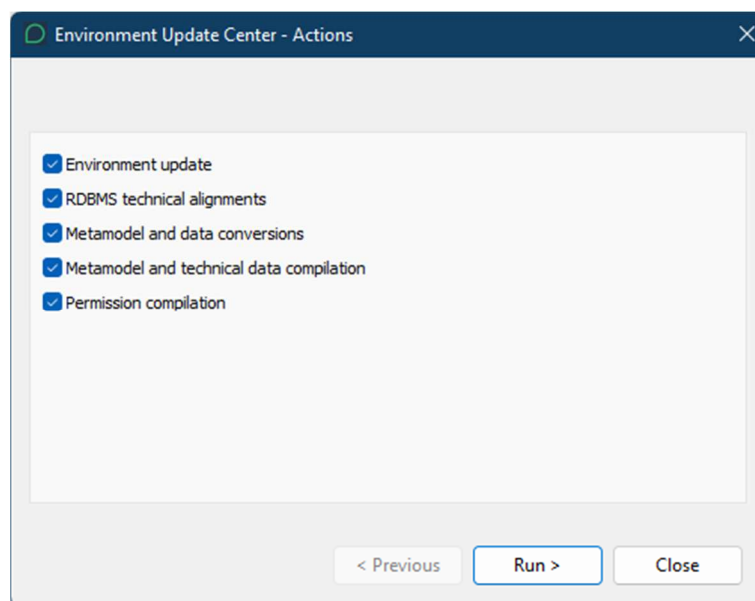 Environment Update Center - Actions
Environment update
RDBMS technical alignments
Metamodel and data conversions
Metamodel and technical data compilation
Permission compilation
< Previous
Run >
Close